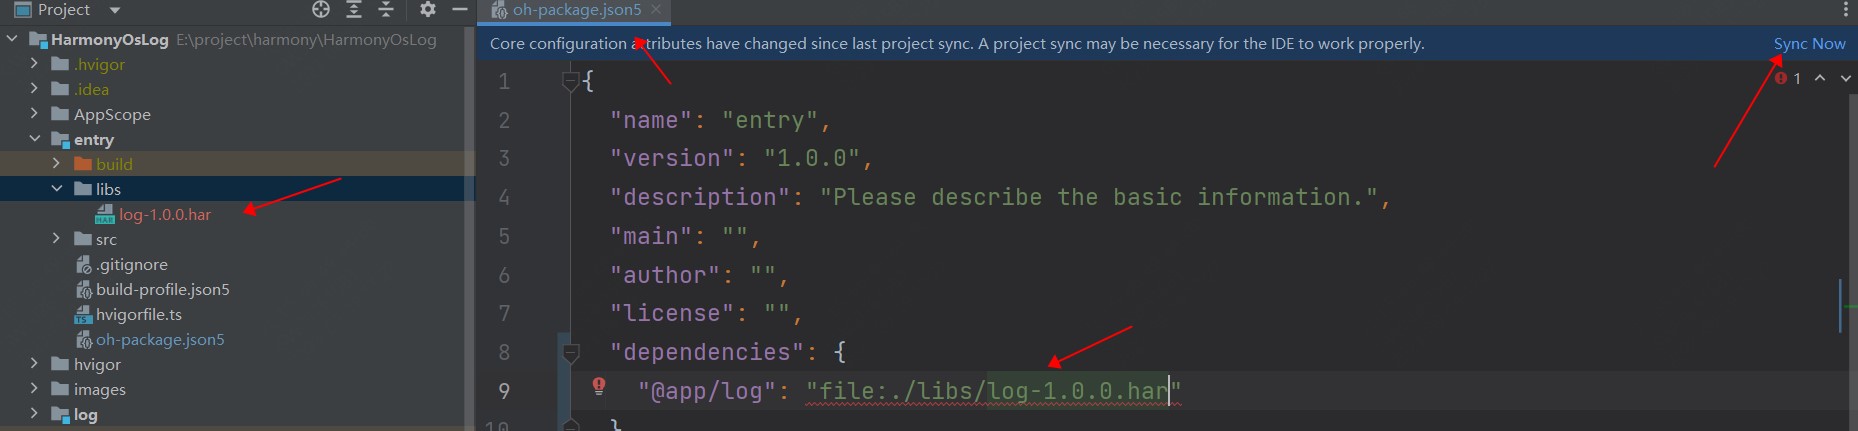 Project
HarmonyOsLog E:\project\harmony\HarmonyOsLog
.hvigor
.idea
AppScope
entry
build
libs
log-1.0.0.har
src
.gitignore
build-profile.json5
hvigorfile.ts
oh-package.json5
hvigor
images
log
oh-package.json5
Core configuration attributes have changed since last project sync. A project sync may be necessary for the IDE to work properly. Sync Now
1
1 {
2 "name": "entry",
3 "version": "1.0.0",
4 "description": "Please describe the basic information.",
5 "main": "",
6 "author": "",
7 "license": "",
8 "dependencies": {
9 "@app/log": "file:./libs/log-1.0.0.har"
10 }